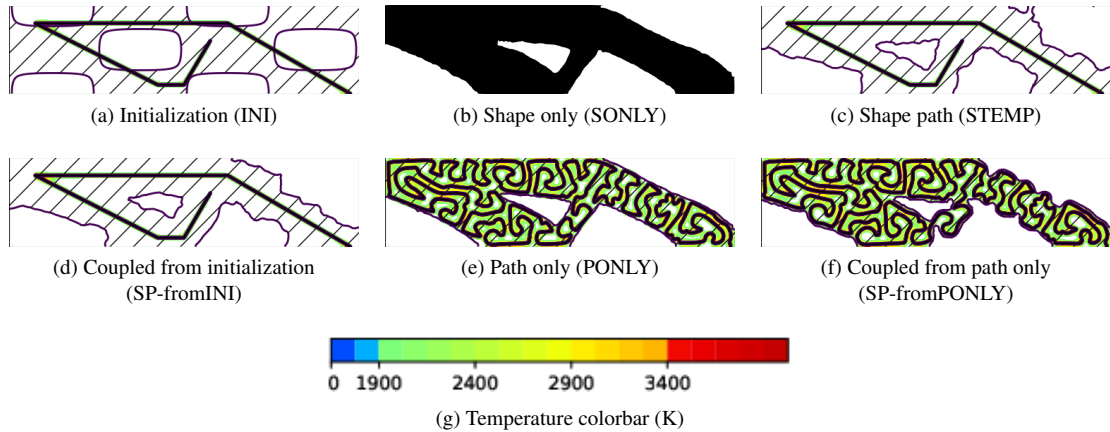 (a) Initialization (INI)
(b) Shape only (SONLY)
(c) Shape path (STEMP)
(d) Coupled from initialization
(SP-fromINI)
(e) Path only (PONLY)
(f) Coupled from path only
(SP-fromPONLY)
0 1900 2400 2900 3400
(g) Temperature colorbar (K)